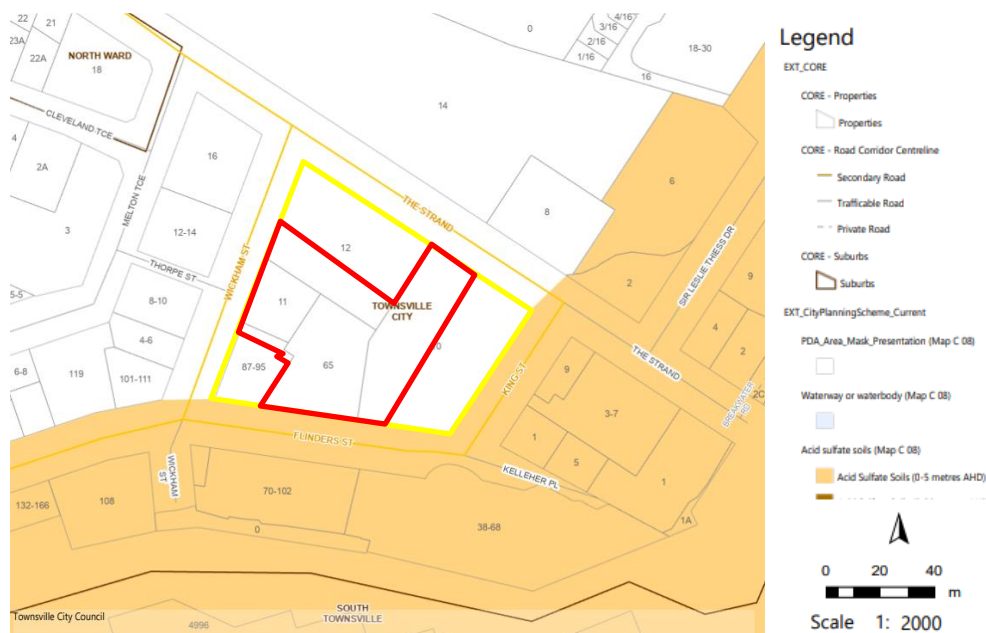 22
21
23A
22A
NORTH WARD
18
CLEVELAND TCE
4
2A
3
MELTON TCE
16
12-14
THORPE ST
5-5
8-10
4-6
6-8
119
101-111
WICKHAM ST
0
4/16
3/16
2/16
1/16
18-30
16
14
8
6
THE STRAND
12
11
TOWNSVILLE
CITY
0
65
87-95
KING ST
FLINDERS ST
SIR LESLIE THIESS DR
2
9
4
2
THE STRAND
BREAKWATER
RD
2C
9
3-7
1
5
1
KELLEHER PL
1A
WICKHAM
ST
70-102
108
132-166
0
38-68
SOUTH
TOWNSVILLE
4996
Townsville City Council
Legend
EXT_CORE
CORE - Properties
Properties
CORE - Road Corridor Centreline
Secondary Road
Trafficable Road
Private Road
CORE - Suburbs
Suburbs
EXT_CityPlanningScheme_Current
PDA_Area_Mask_Presentation (Map C 08)
Waterway or waterbody (Map C 08)
Acid sulfate soils (Map C 08)
Acid Sulfate Soils (0-5 metres AHD)
0 20 40
m
Scale 1: 2000